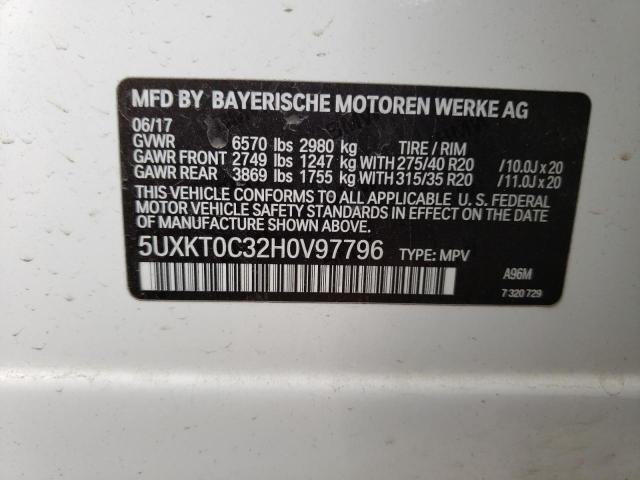 MFD BY BAYERISCHE MOTOREN WERKE AG
06/17
GVWR 6570 lbs 2980 kg TIRE / RIM
GAWR FRONT 2749 lbs 1247 kg WITH 275/40 R20 /10.0J x 20
GAWR REAR 3869 lbs 1755 kg WITH 315/35 R20 /11.0J x 20
THIS VEHICLE CONFORMS TO ALL APPLICABLE U. S. FEDERAL
MOTOR VEHICLE SAFETY STANDARDS IN EFFECT ON THE DATE
OF MANUFACTURE SHOWN ABOVE.
5UXKT0C32H0V97796 TYPE: MPV
A96M
7 320 729